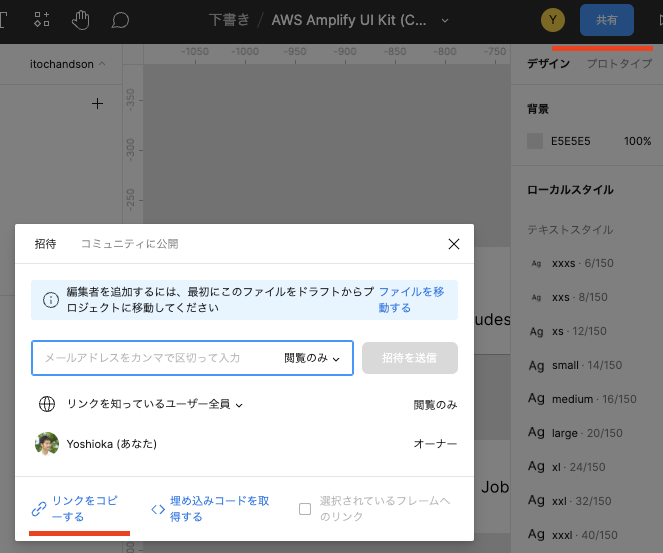 下書き / AWS Amplify UI Kit (C...
Y
共有
-1050 -1000 -950 -900 -850 -800 -750
itochandson
デザイン プロトタイプ
-350
-300
-250
背景
E5E5E5 100%
ローカルスタイル
テキストスタイル
Ag xxxs · 6/150
Ag xxs · 8/150
Ag xs · 12/150
Ag small · 14/150
Ag medium · 16/150
Ag large · 20/150
Ag xl · 24/150
Ag xxl · 32/150
Ag xxxl · 40/150
udes
Job
招待 コミュニティに公開
編集者を追加するには、最初にこのファイルをドラフトからプ
ロジェクトに移動してください
ファイルを移
動する
メールアドレスをカンマで区切って入力 閲覧のみ
招待を送信
リンクを知っているユーザー全員 閲覧のみ
Yoshioka (あなた) オーナー
リンクをコピ
ーする
埋め込みコードを取
得する
選択されているフレームへ
のリンク